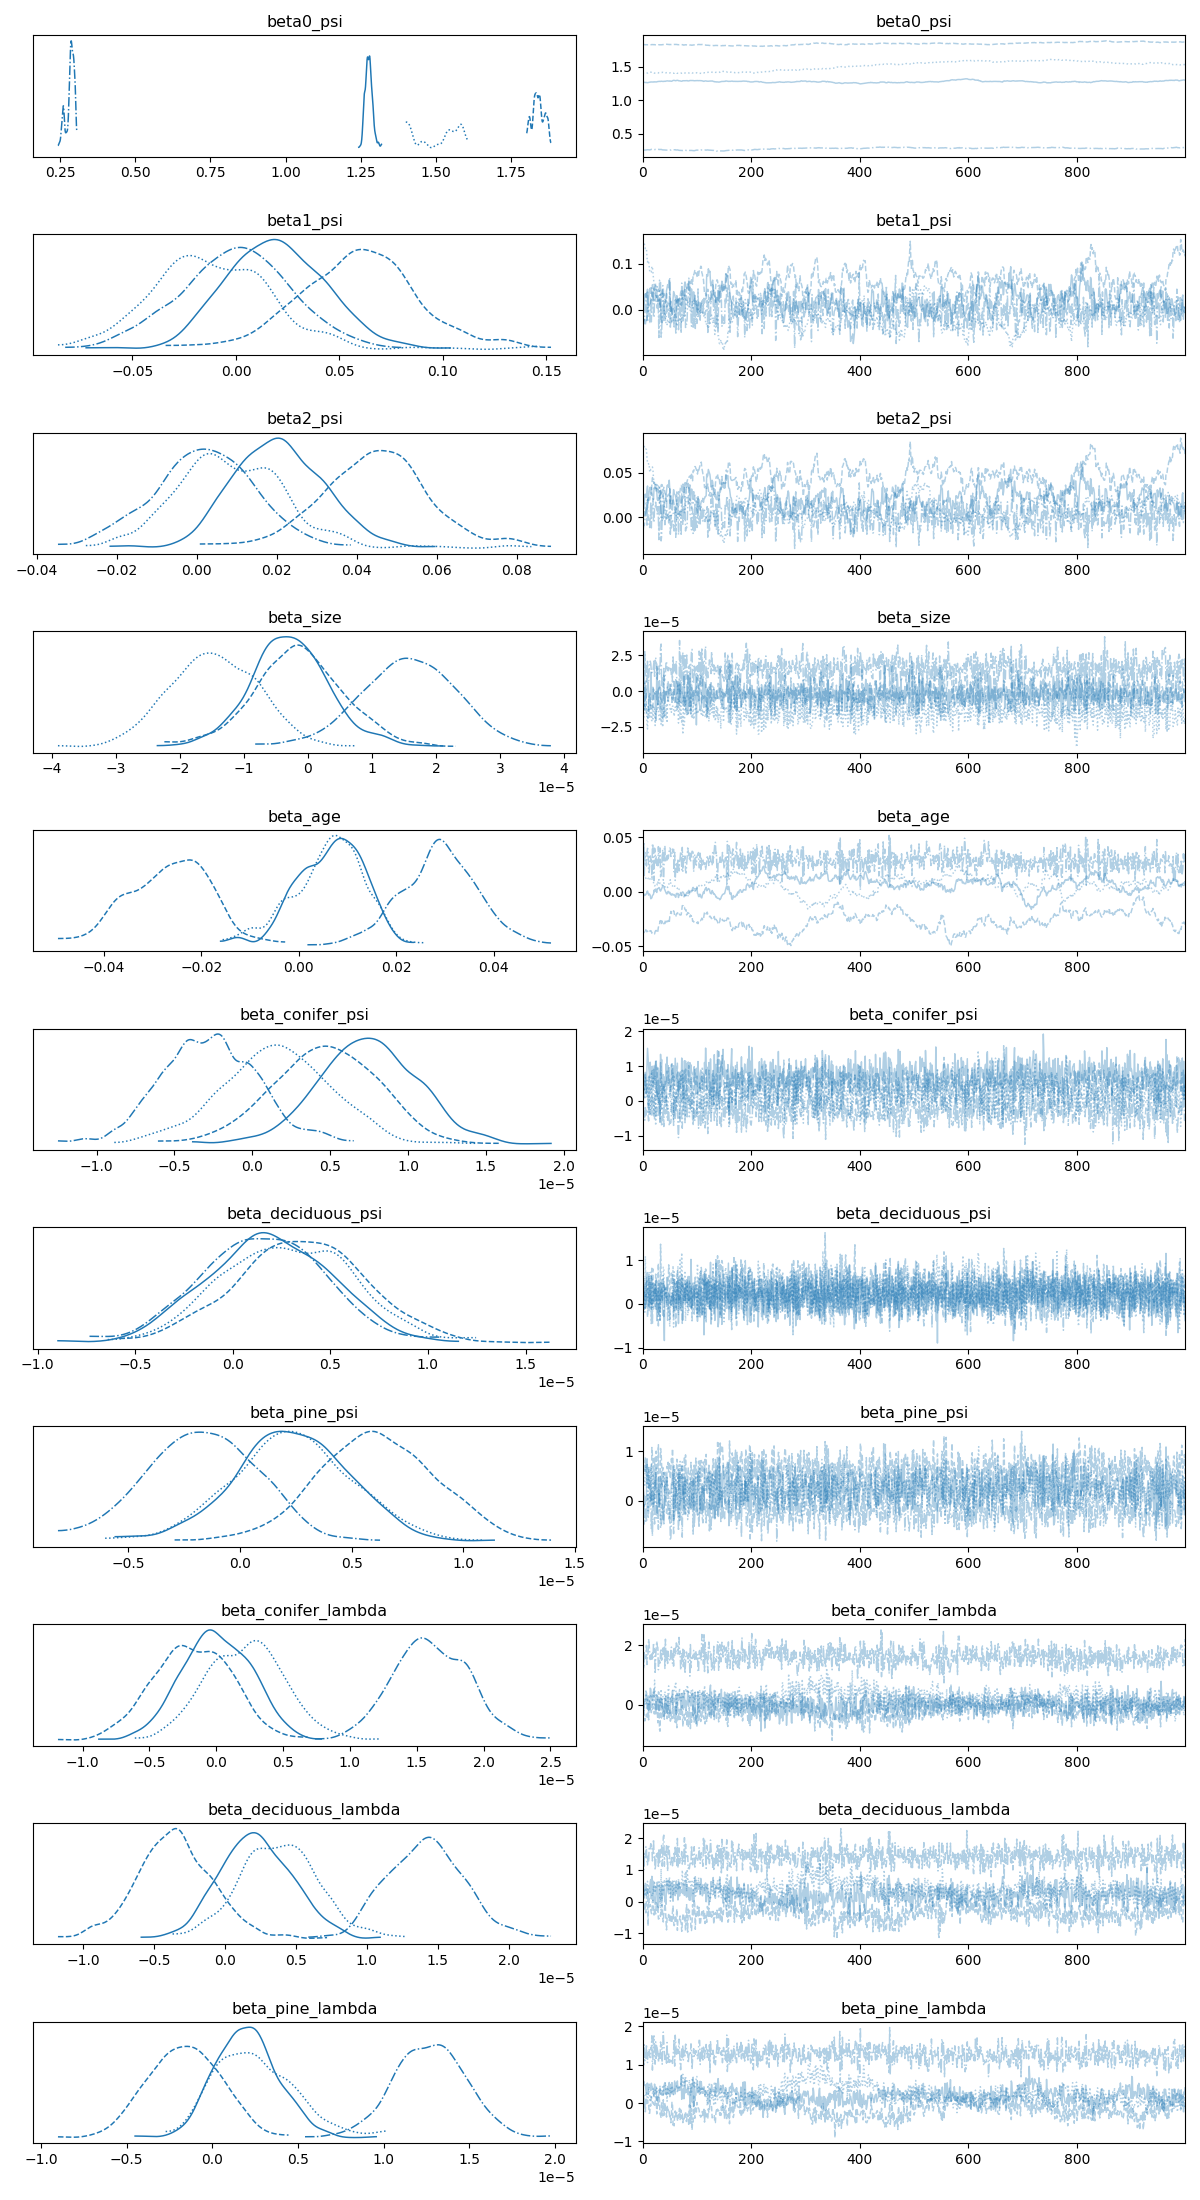 beta0_psi
beta0_psi
1.5
1.0
0.5
0.25 0.50 0.75 1.00 1.25 1.50 1.75
0 200 400 600 800
beta1_psi
beta1_psi
0.1
0.0
−0.05 0.00 0.05 0.10 0.15
0 200 400 600 800
beta2_psi
beta2_psi
0.05
0.00
−0.04 −0.02 0.00 0.02 0.04 0.06 0.08
0 200 400 600 800
beta_size
beta_size
1e−5
2.5
0.0
−2.5
−4 −3 −2 −1 0 1 2 3 4
1e−5
0 200 400 600 800
beta_age
beta_age
0.05
0.00
−0.05
−0.04 −0.02 0.00 0.02 0.04
0 200 400 600 800
beta_conifer_psi
beta_conifer_psi
1e−5
2
1
0
−1
−1.0 −0.5 0.0 0.5 1.0 1.5 2.0
1e−5
0 200 400 600 800
beta_deciduous_psi
beta_deciduous_psi
1e−5
1
0
−1
−1.0 −0.5 0.0 0.5 1.0 1.5
1e−5
0 200 400 600 800
beta_pine_psi
beta_pine_psi
1e−5
1
0
−0.5 0.0 0.5 1.0 1.5
1e−5
0 200 400 600 800
beta_conifer_lambda
beta_conifer_lambda
1e−5
2
0
−1.0 −0.5 0.0 0.5 1.0 1.5 2.0 2.5
1e−5
0 200 400 600 800
beta_deciduous_lambda
beta_deciduous_lambda
1e−5
2
1
0
−1
−1.0 −0.5 0.0 0.5 1.0 1.5 2.0
1e−5
0 200 400 600 800
beta_pine_lambda
beta_pine_lambda
1e−5
2
1
0
−1
−1.0 −0.5 0.0 0.5 1.0 1.5 2.0
1e−5
0 200 400 600 800